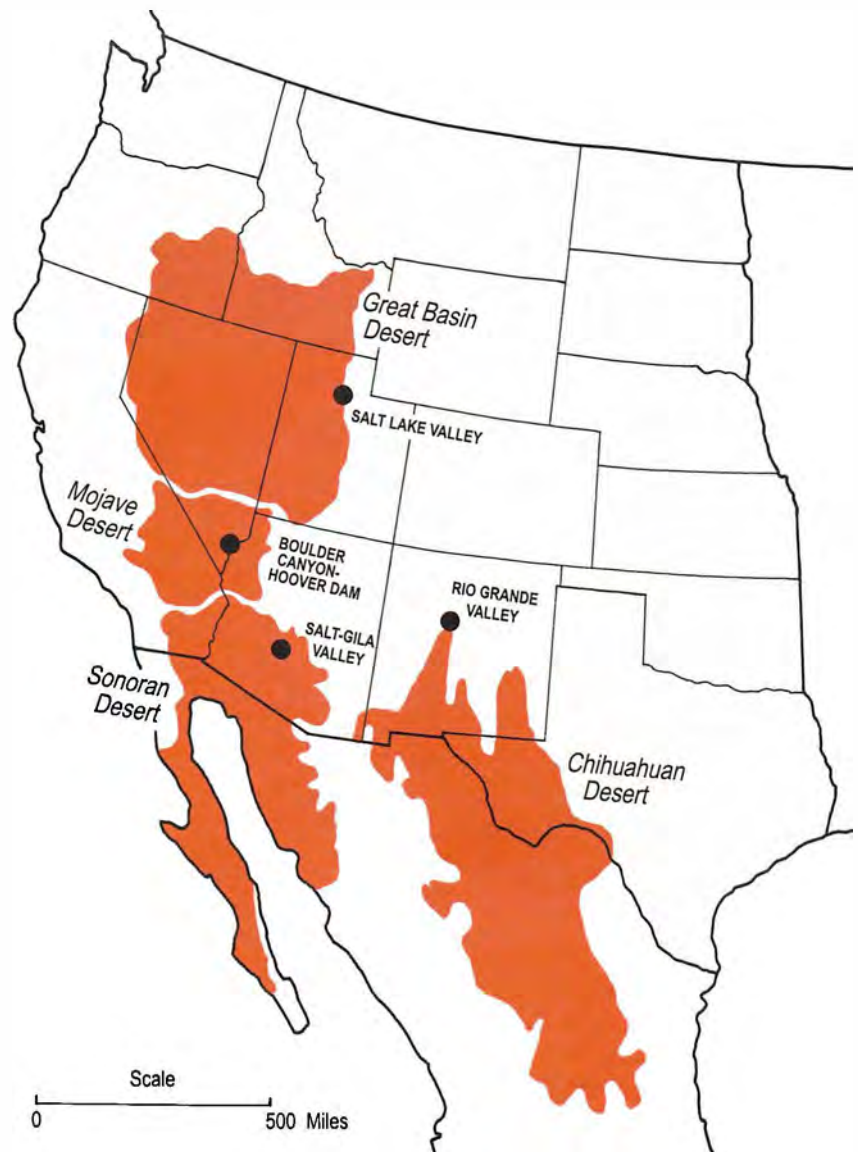 Great Basin
Desert
SALT LAKE VALLEY
Mojave
Desert
BOULDER
CANYON-
HOOVER DAM
RIO GRANDE
VALLEY
SALT-GILA
VALLEY
Sonoran
Desert
Chihuahuan
Desert
Scale
0 500 Miles